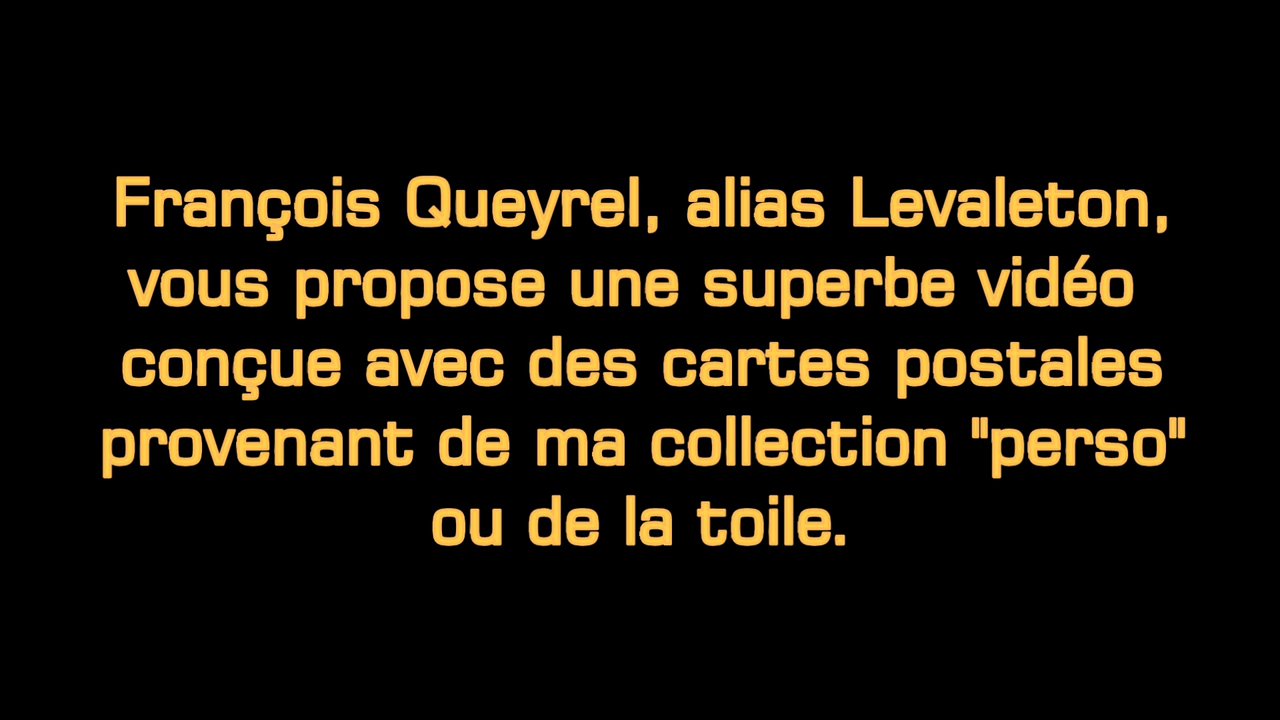 François Queyrel, alias Levaleton,
vous propose une superbe vidéo
conçue avec des cartes postales
provenant de ma collection "perso"
ou de la toile.